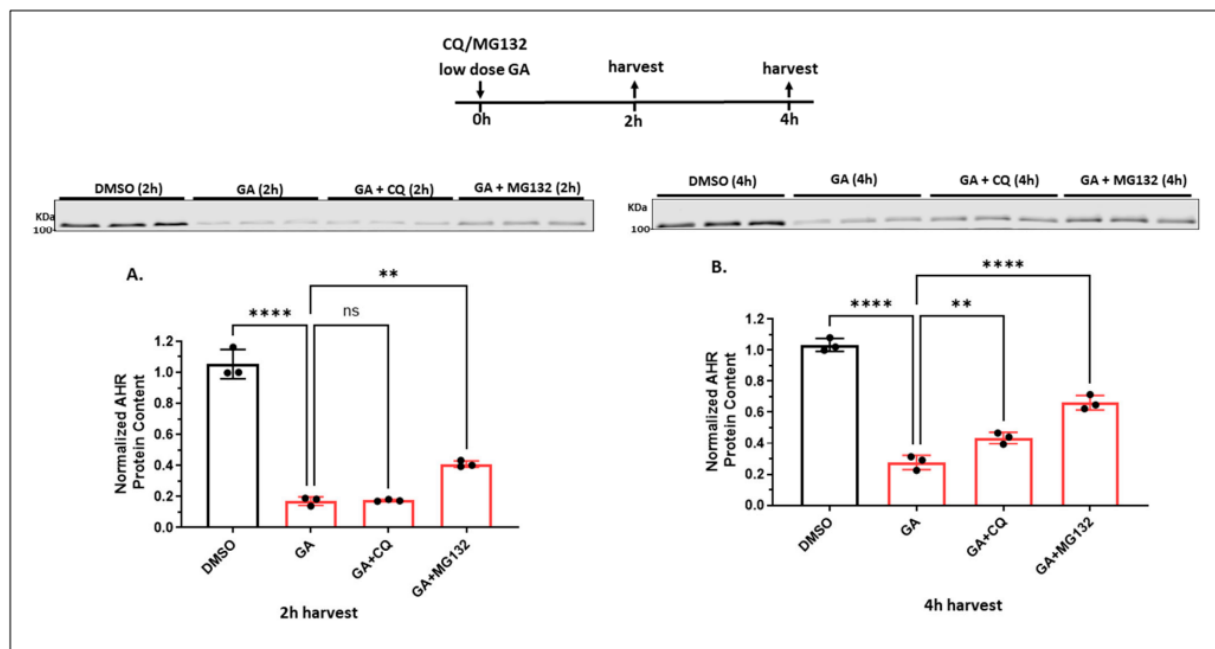 CQ/MG132
low dose GA
harvest
harvest
0h
2h
4h
DMSO (2h)
GA (2h)
GA + CQ (2h)
GA + MG132 (2h)
KDa
100
DMSO (4h)
GA (4h)
GA + CQ (4h)
GA + MG132 (4h)
KDa
100
A.
**
****
ns
Normalized AHR
Protein Content
1.2
1.0
0.8
0.6
0.4
0.2
0.0
DMSO
GA
GA+CQ
GA+MG132
2h harvest
B.
****
****
**
Normalized AHR
Protein Content
1.2
1.0
0.8
0.6
0.4
0.2
0.0
DMSO
GA
GA+CQ
GA+MG132
4h harvest